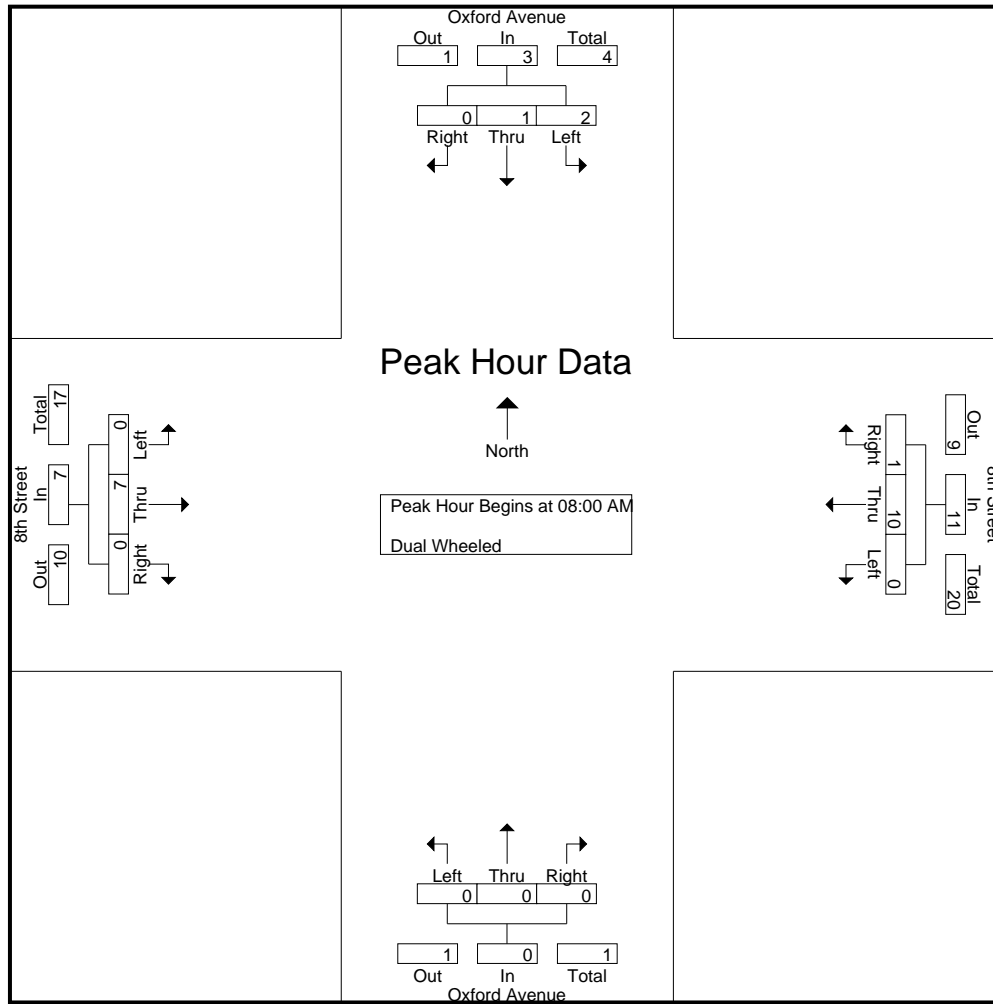 Oxford Avenue
Out In Total
1 3 4
0 1 2
Right Thru Left
Peak Hour Data
North
Peak Hour Begins at 08:00 AM
Dual Wheeled
8th Street
Total In Out
17 7 10
0 7 0
Left Thru Right
8th Street
Out In Total
9 11 20
1 10 0
Right Thru Left
Left Thru Right
0 0 0
1 0 1
Out In Total
Oxford Avenue